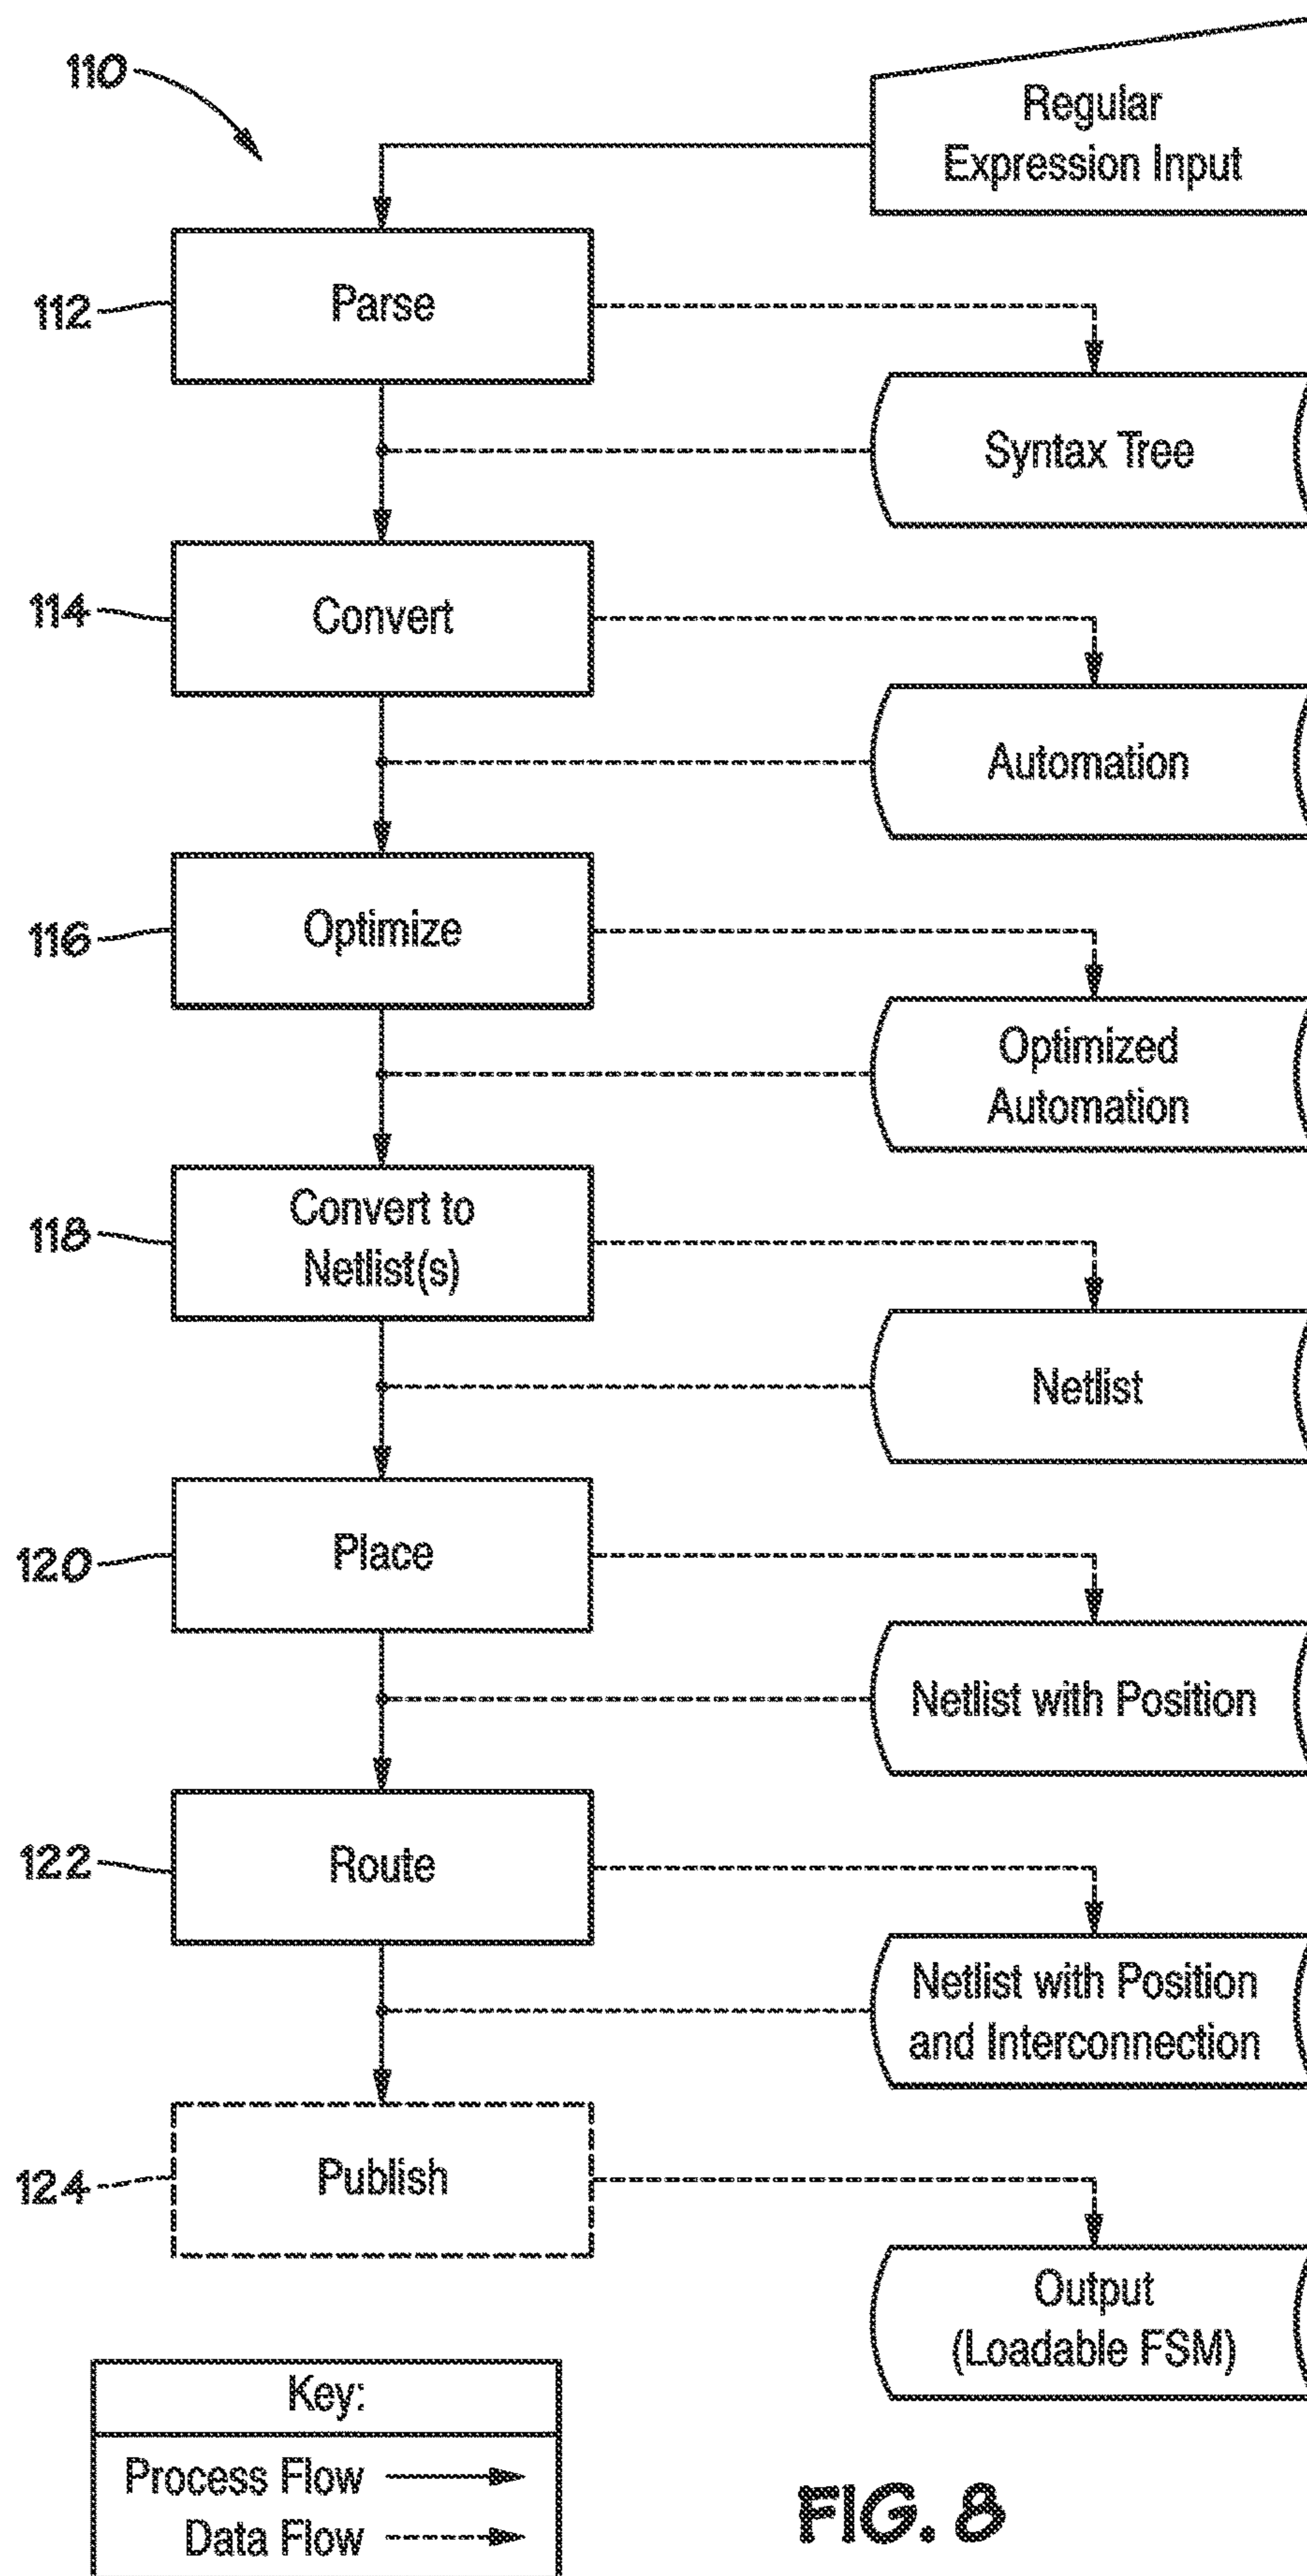 110
Regular
Expression Input
112
Parse
Syntax Tree
114
Convert
Automation
116
Optimize
Optimized
Automation
118
Convert to
Netlist(s)
Netlist
120
Place
Netlist with Position
122
Route
Netlist with Position
and Interconnection
124
Publish
Output
(Loadable FSM)
Key:
Process Flow
Data Flow
FIG. 8